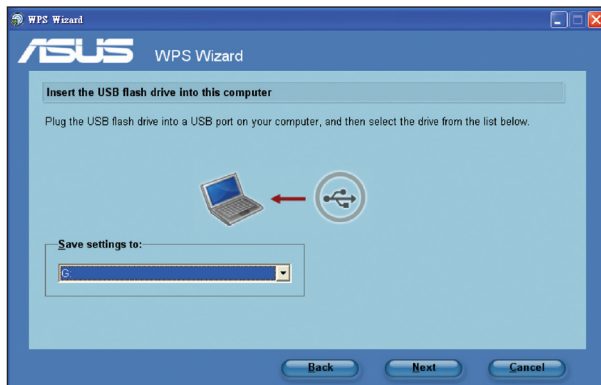 WPS Wizard
ASUS WPS Wizard
Insert the USB flash drive into this computer
Plug the USB flash drive into a USB port on your computer, and then select the drive from the list below.
Save settings to:
G:
Back Next Cancel